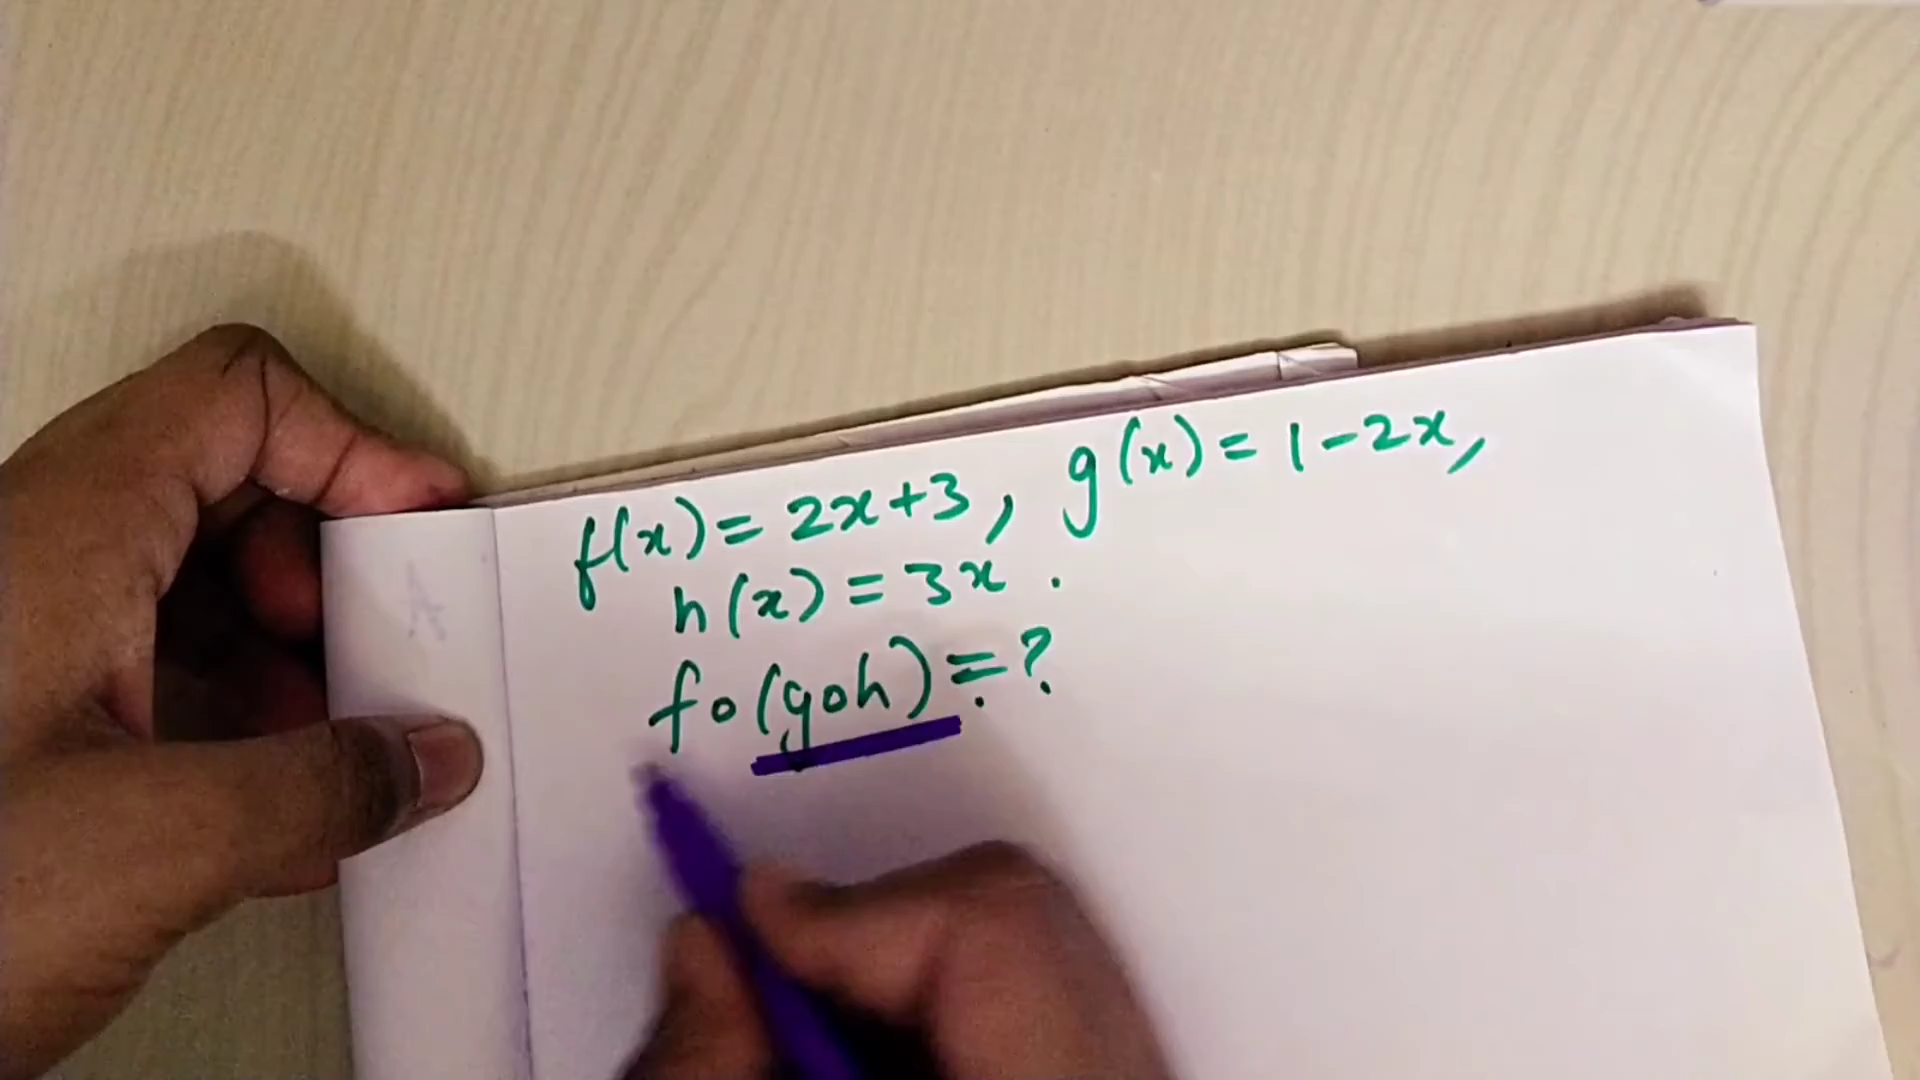 f(x) = 2x+3, g(x) = 1-2x,
h(x) = 3x.
fo(goh) = ?